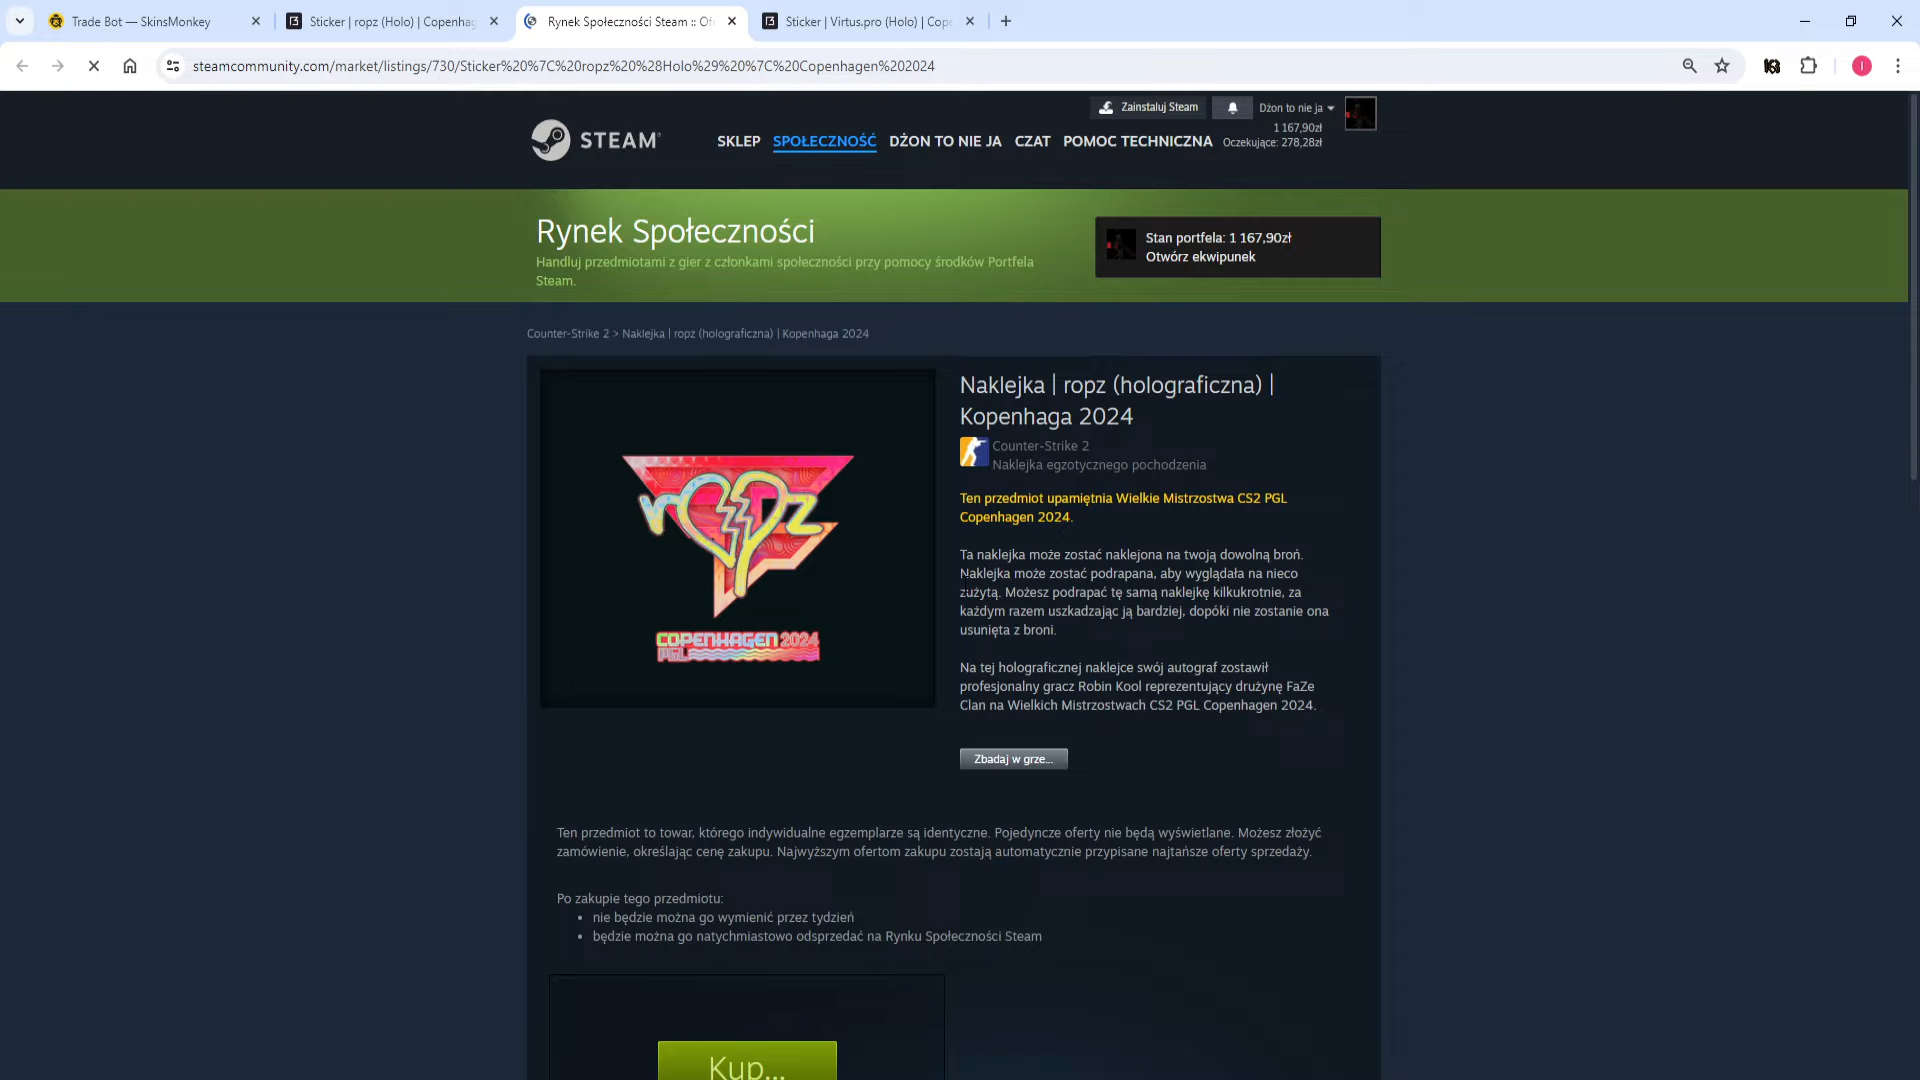 Trade Bot — SkinsMonkey
Sticker | ropz (Holo) | Copenhag
Rynek Społeczności Steam :: Of
Sticker | Virtus.pro (Holo) | Cop
steamcommunity.com/market/listings/730/Sticker%20%7C%20ropz%20%28Holo%29%20%7C%20Copenhagen%202024
Zainstaluj Steam
Dżon to nie ja
1 167,90zł
Oczekujące: 278,28zł
STEAM
SKLEP SPOŁECZNOŚĆ DŻON TO NIE JA CZAT POMOC TECHNICZNA
Rynek Społeczności
Handluj przedmiotami z gier z członkami społeczności przy pomocy środków Portfela
Steam.
Stan portfela: 1 167,90zł
Otwórz ekwipunek
Counter-Strike 2 > Naklejka | ropz (holograficzna) | Kopenhaga 2024
ropz
COPENHAGEN 2024
PGL
Naklejka | ropz (holograficzna) |
Kopenhaga 2024
Counter-Strike 2
Naklejka egzotycznego pochodzenia
Ten przedmiot upamiętnia Wielkie Mistrzostwa CS2 PGL
Copenhagen 2024.
Ta naklejka może zostać naklejona na twoją dowolną broń.
Naklejka może zostać podrapana, aby wyglądała na nieco
zużytą. Możesz podrapać tę samą naklejkę kilkukrotnie, za
każdym razem uszkadzając ją bardziej, dopóki nie zostanie ona
usunięta z broni.
Na tej holograficznej naklejce swój autograf zostawił
profesjonalny gracz Robin Kool reprezentujący drużynę FaZe
Clan na Wielkich Mistrzostwach CS2 PGL Copenhagen 2024.
Zbadaj w grze...
Ten przedmiot to towar, którego indywidualne egzemplarze są identyczne. Pojedyncze oferty nie będą wyświetlane. Możesz złożyć
zamówienie, określając cenę zakupu. Najwyższym ofertom zakupu zostają automatycznie przypisane najtańsze oferty sprzedaży.
Po zakupie tego przedmiotu:
• nie będzie można go wymienić przez tydzień
• będzie można go natychmiastowo odsprzedać na Rynku Społeczności Steam
Kup...